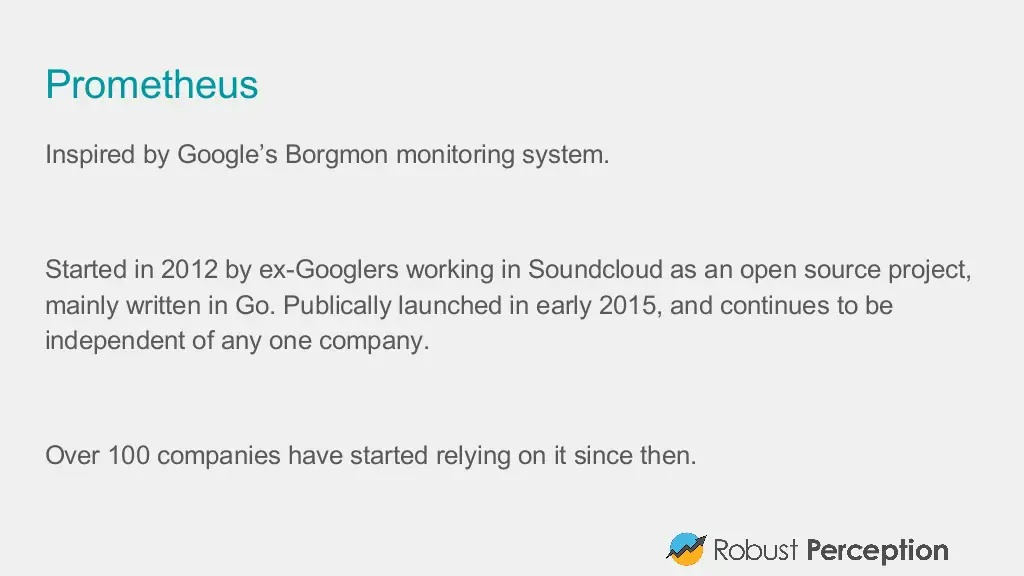 Prometheus
Inspired by Google’s Borgmon monitoring system.
Started in 2012 by ex-Googlers working in Soundcloud as an open source project,
mainly written in Go. Publically launched in early 2015, and continues to be
independent of any one company.
Over 100 companies have started relying on it since then.
Robust Perception